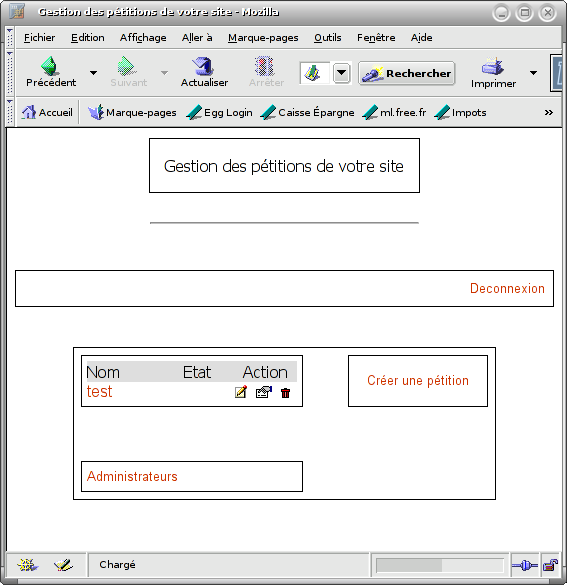 Gestion des pétitions de votre site - Mozilla
Fichier Edition Affichage Aller à Marque-pages Outils Fenêtre Aide
Précédent Suivant Actualiser Arrêter Rechercher Imprimer
Accueil Marque-pages Egg Login Caisse Épargne ml.free.fr Impots »
Gestion des pétitions de votre site
Deconnexion
Nom Etat Action
test
Créer une pétition
Administrateurs
Chargé